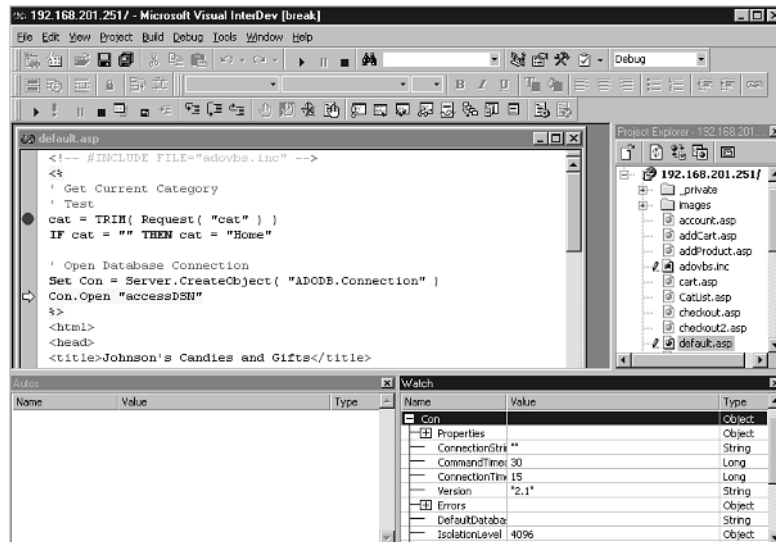 192.168.201.251/ - Microsoft Visual InterDev [break]
File Edit View Project Build Debug Tools Window Help
Debug
B I U
default.asp
<!-- #INCLUDE FILE="adovbs.inc" -->
<%
' Get Current Category
' Test
cat = TRIM( Request( "cat" ) )
IF cat = "" THEN cat = "Home"
' Open Database Connection
Set Con = Server.CreateObject( "ADODB.Connection" )
Con.Open "accessDSN"
%>
<html>
<head>
<title>Johnson's Candies and Gifts</title>
Project Explorer - 192.168.201....
192.168.201.251/
_private
images
account.asp
addCart.asp
addProduct.asp
adovbs.inc
cart.asp
CatList.asp
checkout.asp
checkout2.asp
default.asp
Autos
Name Value Type
Watch
Name Value Type
Con Object
Properties Object
ConnectionStri "" String
CommandTimeo 30 Long
ConnectionTim 15 Long
Version "2.1" String
Errors Object
DefaultDataba String
IsolationLevel 4096 Object